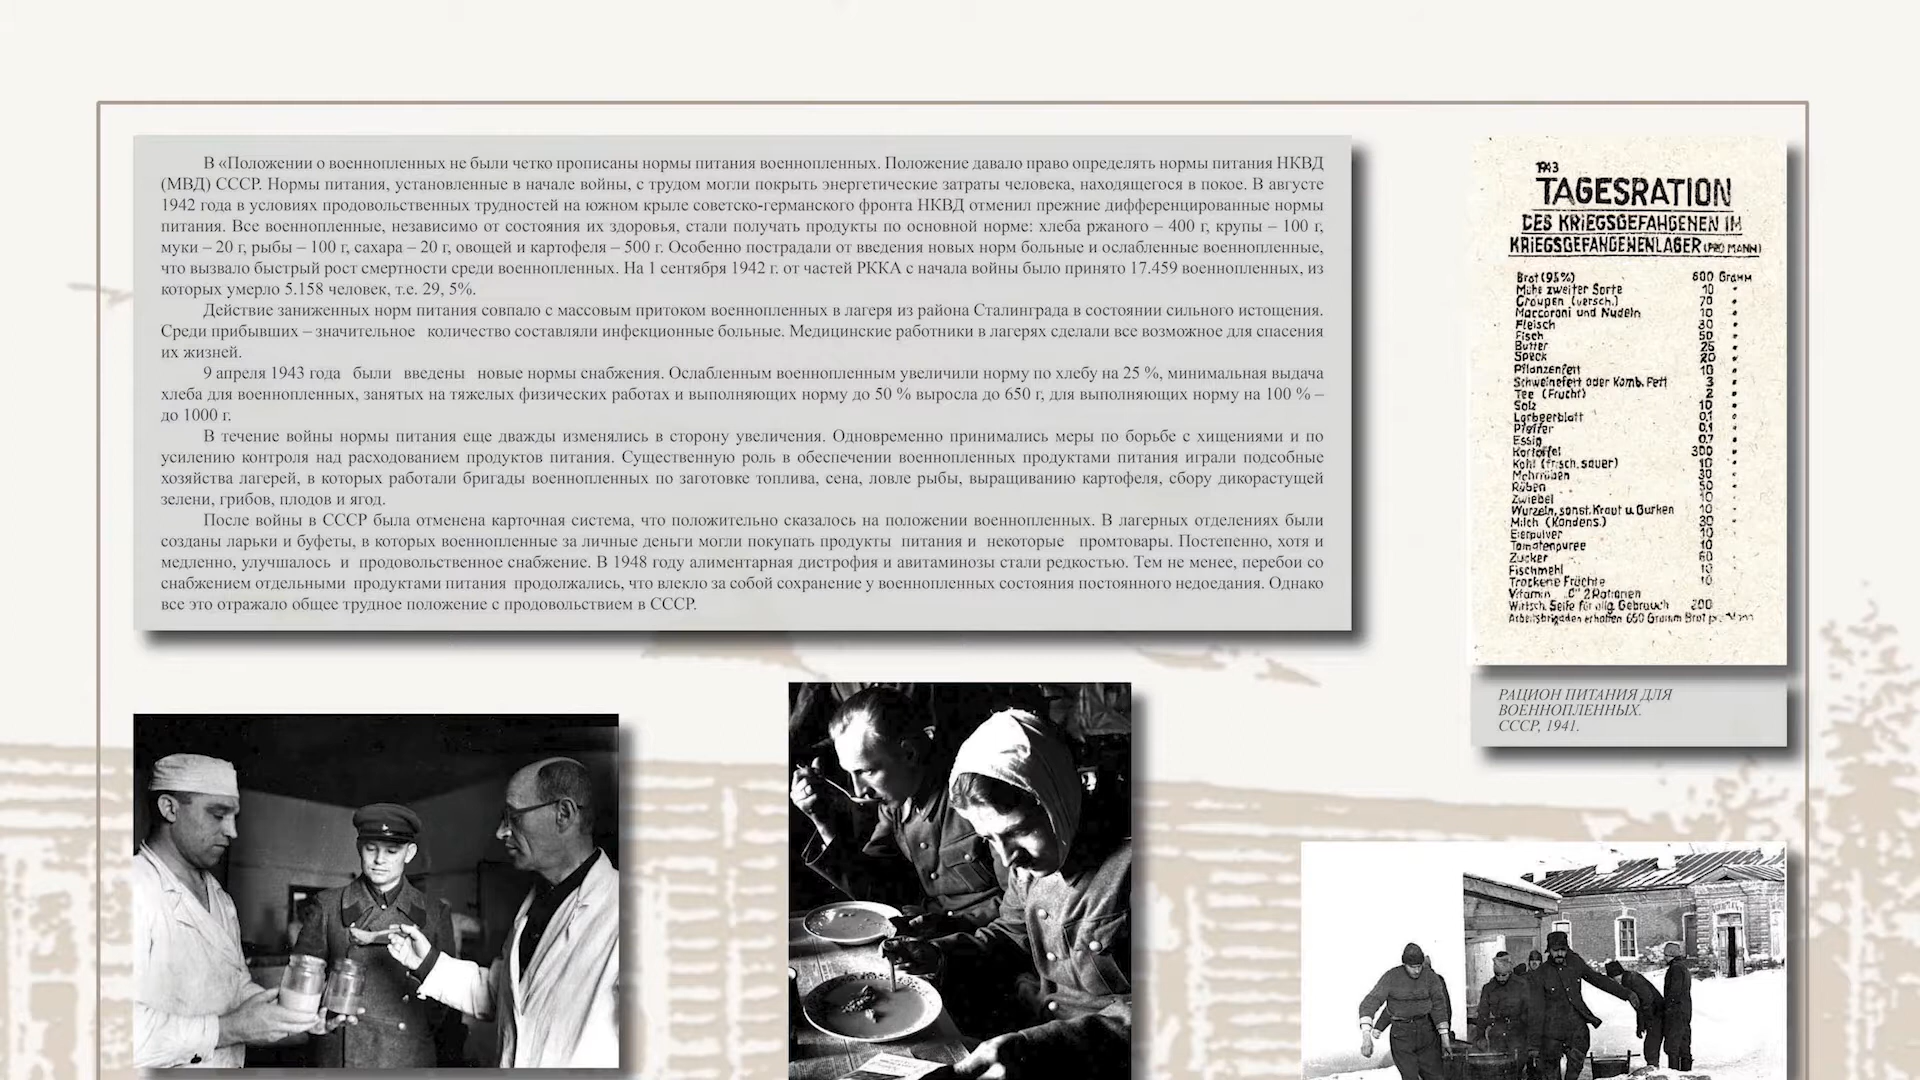 В «Положении о военнопленных не были четко прописаны нормы питания военнопленных. Положение давало право определять нормы питания НКВД
(МВД) СССР. Нормы питания, установленные в начале войны, с трудом могли покрыть энергетические затраты человека, находящегося в покое. В августе
1942 года в условиях продовольственных трудностей на южном крыле советско-германского фронта НКВД отменил прежние дифференцированные нормы
питания. Все военнопленные, независимо от состояния их здоровья, стали получать продукты по основной норме: хлеба ржаного – 400 г, крупы – 100 г,
муки – 20 г, рыбы – 100 г, сахара – 20 г, овощей и картофеля – 500 г. Особенно пострадали от введения новых норм больные и ослабленные военнопленные,
что вызвало быстрый рост смертности среди военнопленных. На 1 сентября 1942 г. от частей РККА с начала войны было принято 17.459 военнопленных, из
которых умерло 5.158 человек, т.е. 29, 5%.
Действие заниженных норм питания совпало с массовым притоком военнопленных в лагеря из района Сталинграда в состоянии сильного истощения.
Среди прибывших – значительное количество составляли инфекционные больные. Медицинские работники в лагерях сделали все возможное для спасения
их жизней.
9 апреля 1943 года были введены новые нормы снабжения. Ослабленным военнопленным увеличили норму по хлебу на 25 %, минимальная выдача
хлеба для военнопленных, занятых на тяжелых физических работах и выполняющих норму до 50 % выросла до 650 г, для выполняющих норму на 100 % –
до 1000 г.
В течение войны нормы питания еще дважды изменялись в сторону увеличения. Одновременно принимались меры по борьбе с хищениями и по
усилению контроля над расходованием продуктов питания. Существенную роль в обеспечении военнопленных продуктами питания играли подсобные
хозяйства лагерей, в которых работали бригады военнопленных по заготовке топлива, сена, ловле рыбы, выращиванию картофеля, сбору дикорастущей
зелени, грибов, плодов и ягод.
После войны в СССР была отменена карточная система, что положительно сказалось на положении военнопленных. В лагерных отделениях были
созданы ларьки и буфеты, в которых военнопленные за личные деньги могли покупать продукты питания и некоторые промтовары. Постепенно, хотя и
медленно, улучшалось и продовольственное снабжение. В 1948 году алиментарная дистрофия и авитаминозы стали редкостью. Тем не менее, перебои со
снабжением отдельными продуктами питания продолжались, что влекло за собой сохранение у военнопленных состояния постоянного недоедания. Однако
все это отражало общее трудное положение с продовольствием в СССР.
1943
TAGESRATION
DES KRIEGSGEFANGENEN IM
KRIEGSGEFANGENENLAGER (PRO MANN)
Brot (95%) 600 Gramm
Mehl zweiter Sorte 10 "
Graupen (versch.) 70 "
Maccoroni und Nudeln 10 "
Fleisch 30 "
Fisch 50 "
Butter 25 "
Speck 20 "
Pflanzenfett 10 "
Schweinefett oder Komb. Fett 3 "
Tee (Frucht) 2 "
Salz 10 "
Lorbeerblatt 0,1 "
Pfeffer 0,1 "
Essig 0,7 "
Kartoffel 300 "
Kohl (frisch, sauer) 10 "
Mohrrüben 30 "
Rüben 50 "
Zwiebel 10 "
Wurzeln, sonst. Kraut u. Gurken 10 "
Milch (Kondens.) 30 "
Eierpulver 10 "
Tomatenpuree 10 "
Zucker 60 "
Fischmehl 10 "
Trockene Früchte 10 "
Vitamin „C" 2 Rationen
Wirtsch. Seife für allg. Gebrauch 200
Arbeitsbrigaden erhalten 650 Gramm Brot
РАЦИОН ПИТАНИЯ ДЛЯ
ВОЕННОПЛЕННЫХ.
СССР, 1941.